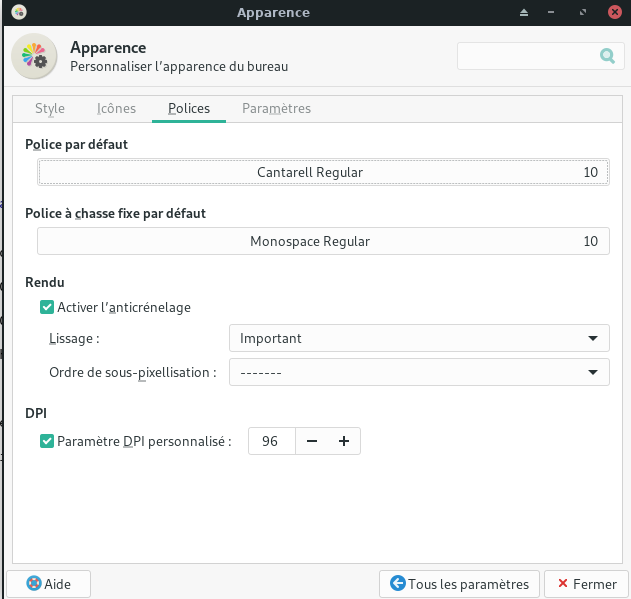 Apparence
Apparence
Personnaliser l’apparence du bureau
Style Icônes Polices Paramètres
Police par défaut
Cantarell Regular 10
Police à chasse fixe par défaut
Monospace Regular 10
Rendu
Activer l’anticrénelage
Lissage : Important
Ordre de sous-pixellisation : -------
DPI
Paramètre DPI personnalisé : 96 − +
Aide Tous les paramètres Fermer